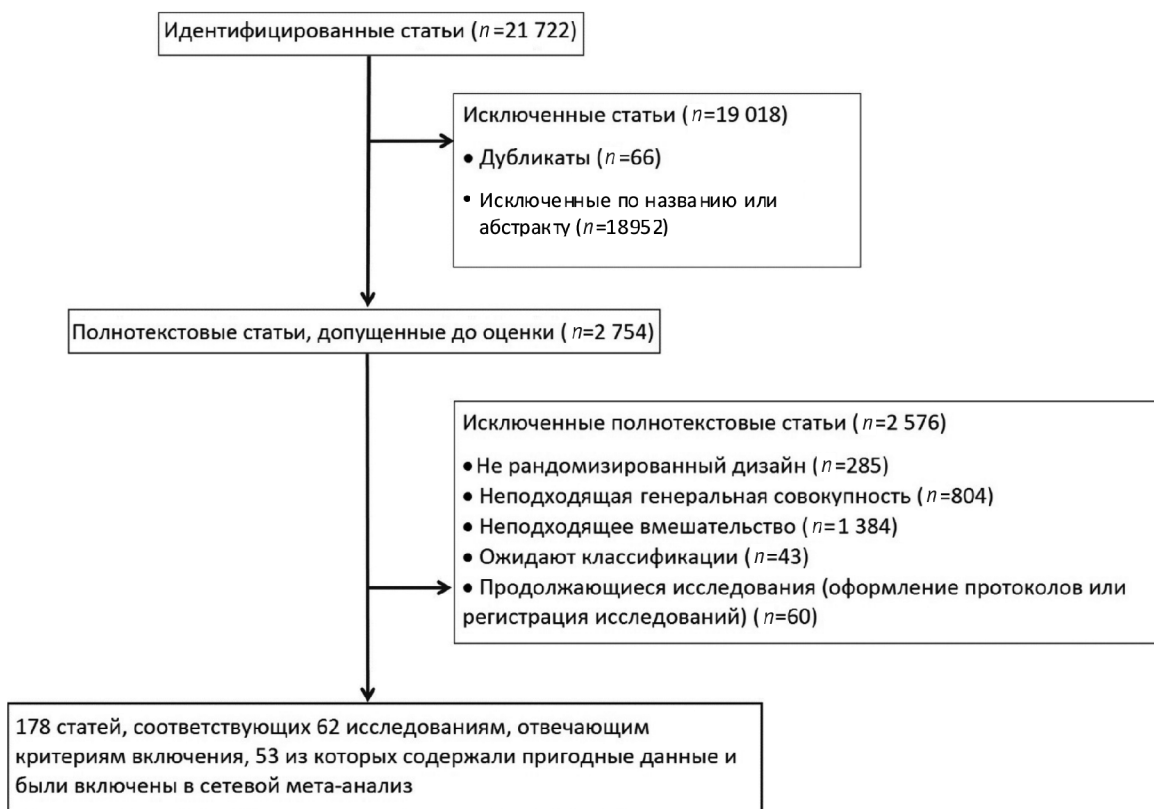 Идентифицированные статьи (n=21 722)
Исключенные статьи (n=19 018)
• Дубликаты (n=66)
• Исключенные по названию или
абстракту (n=18952)
Полнотекстовые статьи, допущенные до оценки (n=2 754)
Исключенные полнотекстовые статьи (n=2 576)
• Не рандомизированный дизайн (n=285)
• Неподходящая генеральная совокупность (n=804)
• Неподходящее вмешательство (n=1 384)
• Ожидают классификации (n=43)
• Продолжающиеся исследования (оформление протоколов или
регистрация исследований) (n=60)
178 статей, соответствующих 62 исследованиям, отвечающим
критериям включения, 53 из которых содержали пригодные данные и
были включены в сетевой мета-анализ